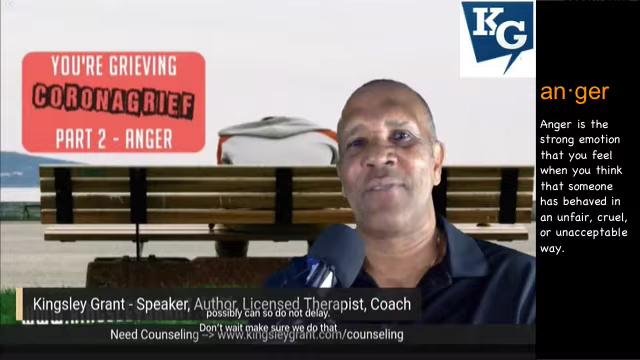 KG
YOU'RE GRIEVING
CORONAGRIEF
PART 2 - ANGER
an·ger
Anger is the
strong emotion
that you feel
when you think
that someone
has behaved in
an unfair, cruel,
or unacceptable
way.
Kingsley Grant - Speaker, Author, Licensed Therapist, Coach
possibly can so do not delay.
Don't wait make sure we do that
Need Counseling --> www.kingsleygrant.com/counseling